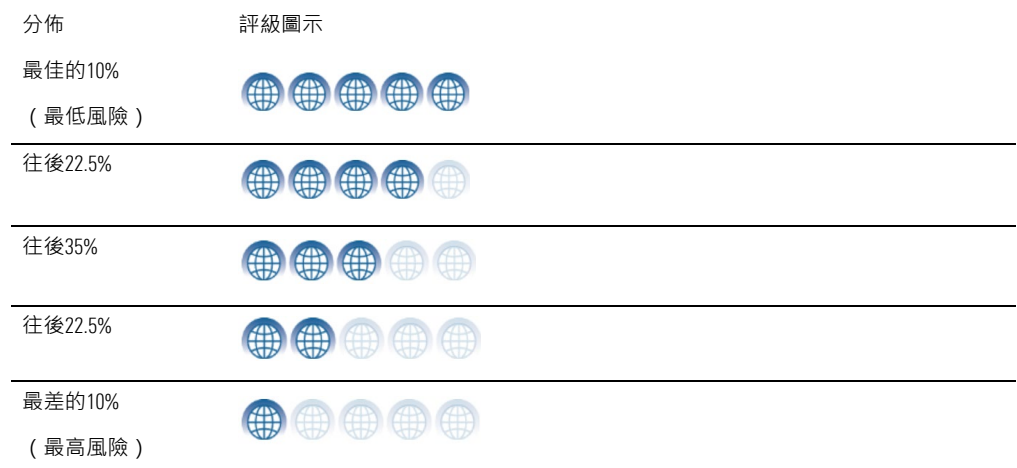 分佈 評級圖示
最佳的10%
（最低風險）
往後22.5%
往後35%
往後22.5%
最差的10%
（最高風險）